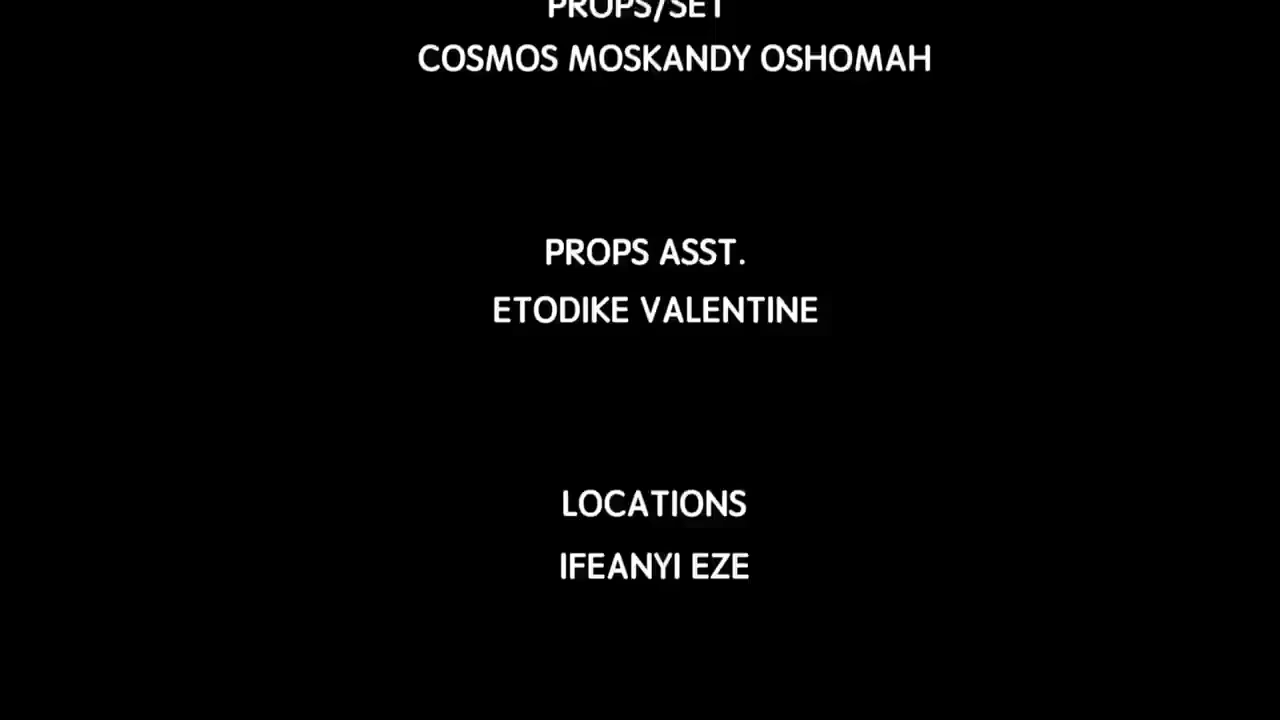 PROPS/SET
COSMOS MOSKANDY OSHOMAH
PROPS ASST.
ETODIKE VALENTINE
LOCATIONS
IFEANYI EZE